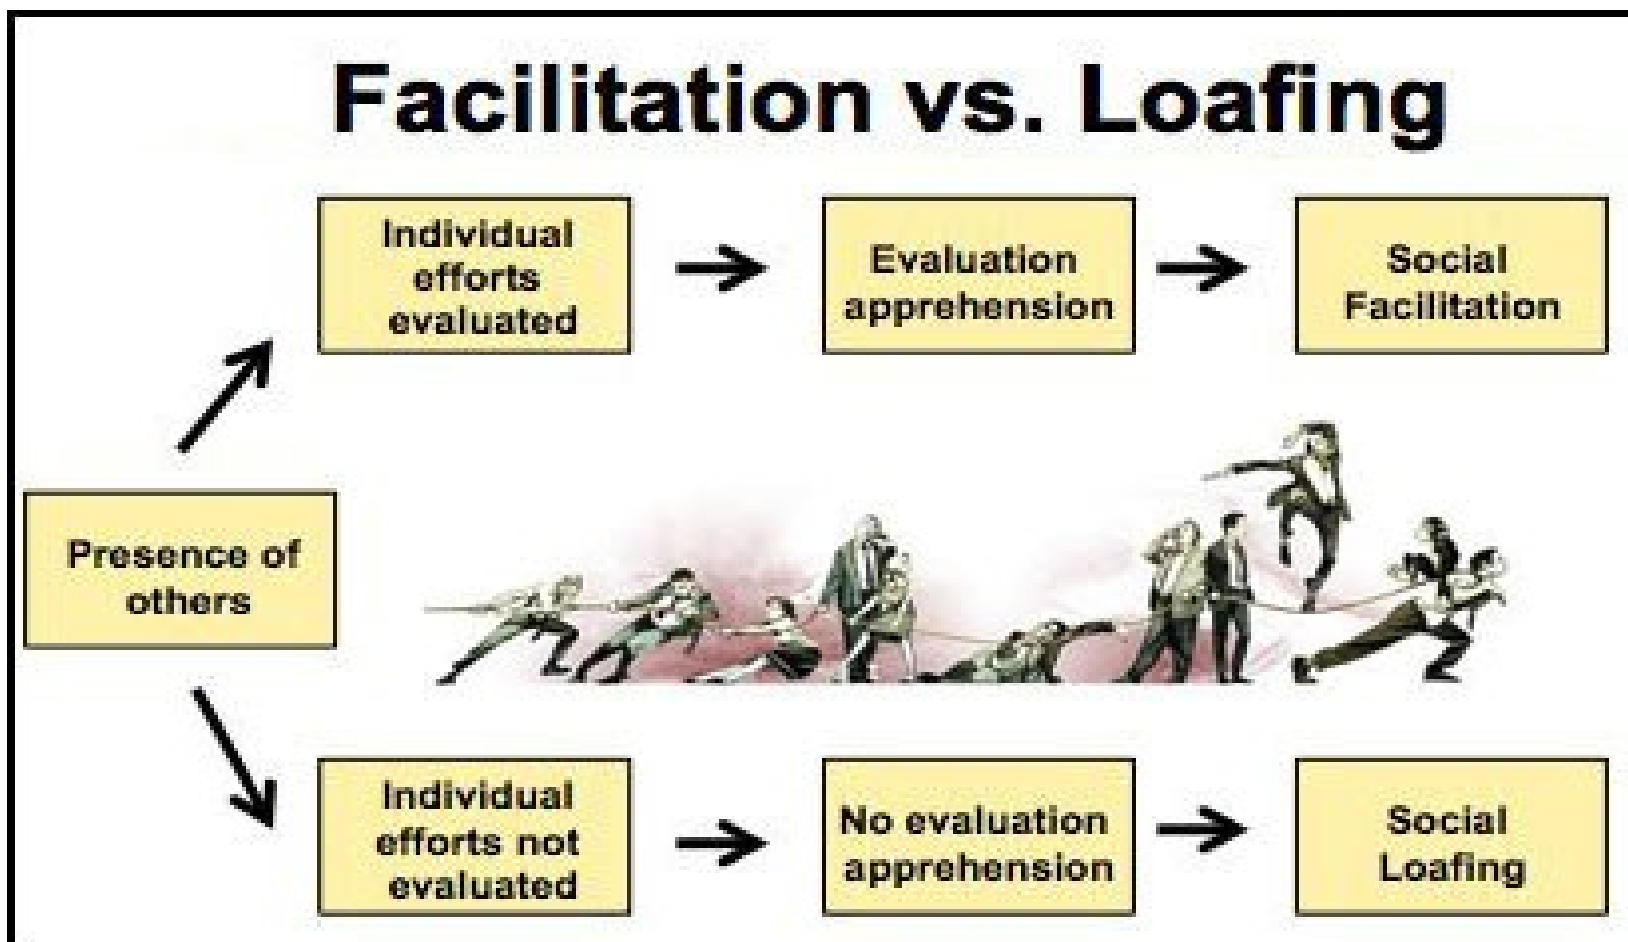 Facilitation vs. Loafing
Individual
efforts
evaluated
Evaluation
apprehension
Social
Facilitation
Presence of
others
Individual
efforts not
evaluated
No evaluation
apprehension
Social
Loafing